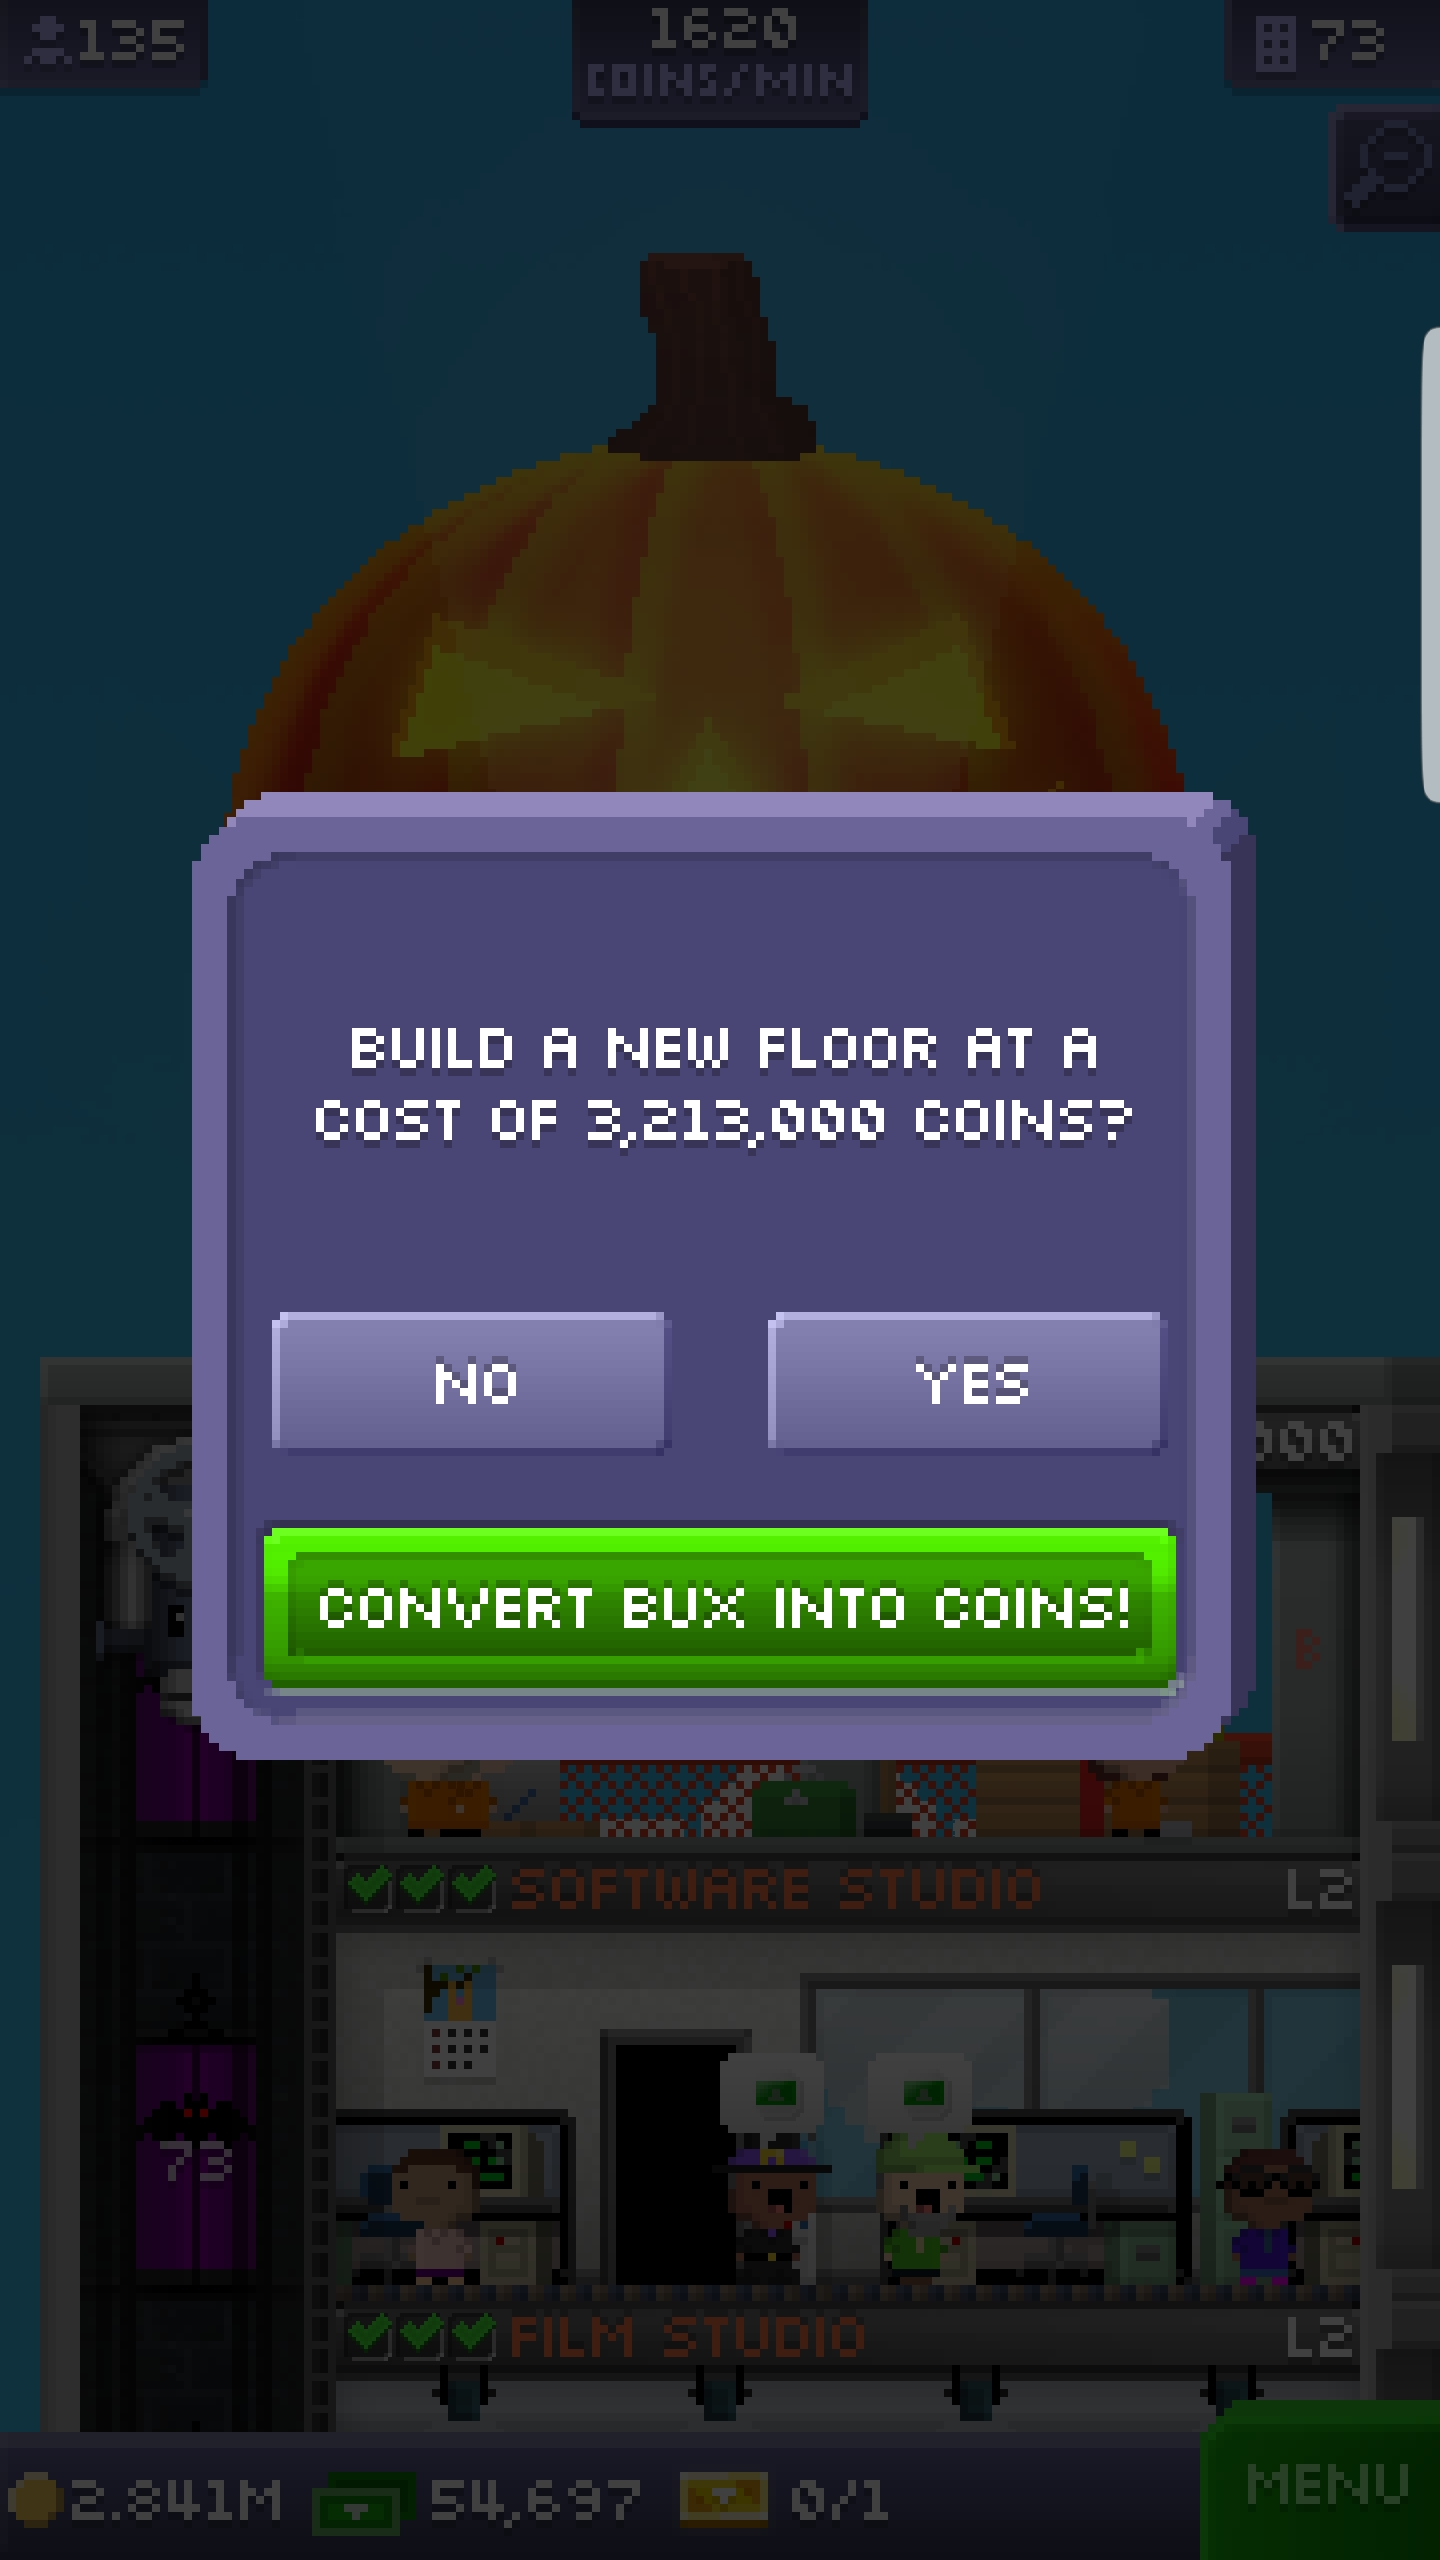 135
1620
COINS/MIN
73
BUILD A NEW FLOOR AT A
COST OF 3,213,000 COINS?
NO
YES
000
CONVERT BUX INTO COINS!
B
SOFTWARE STUDIO
L2
73
FILM STUDIO
L2
2.841M
54,697
0/1
MENU